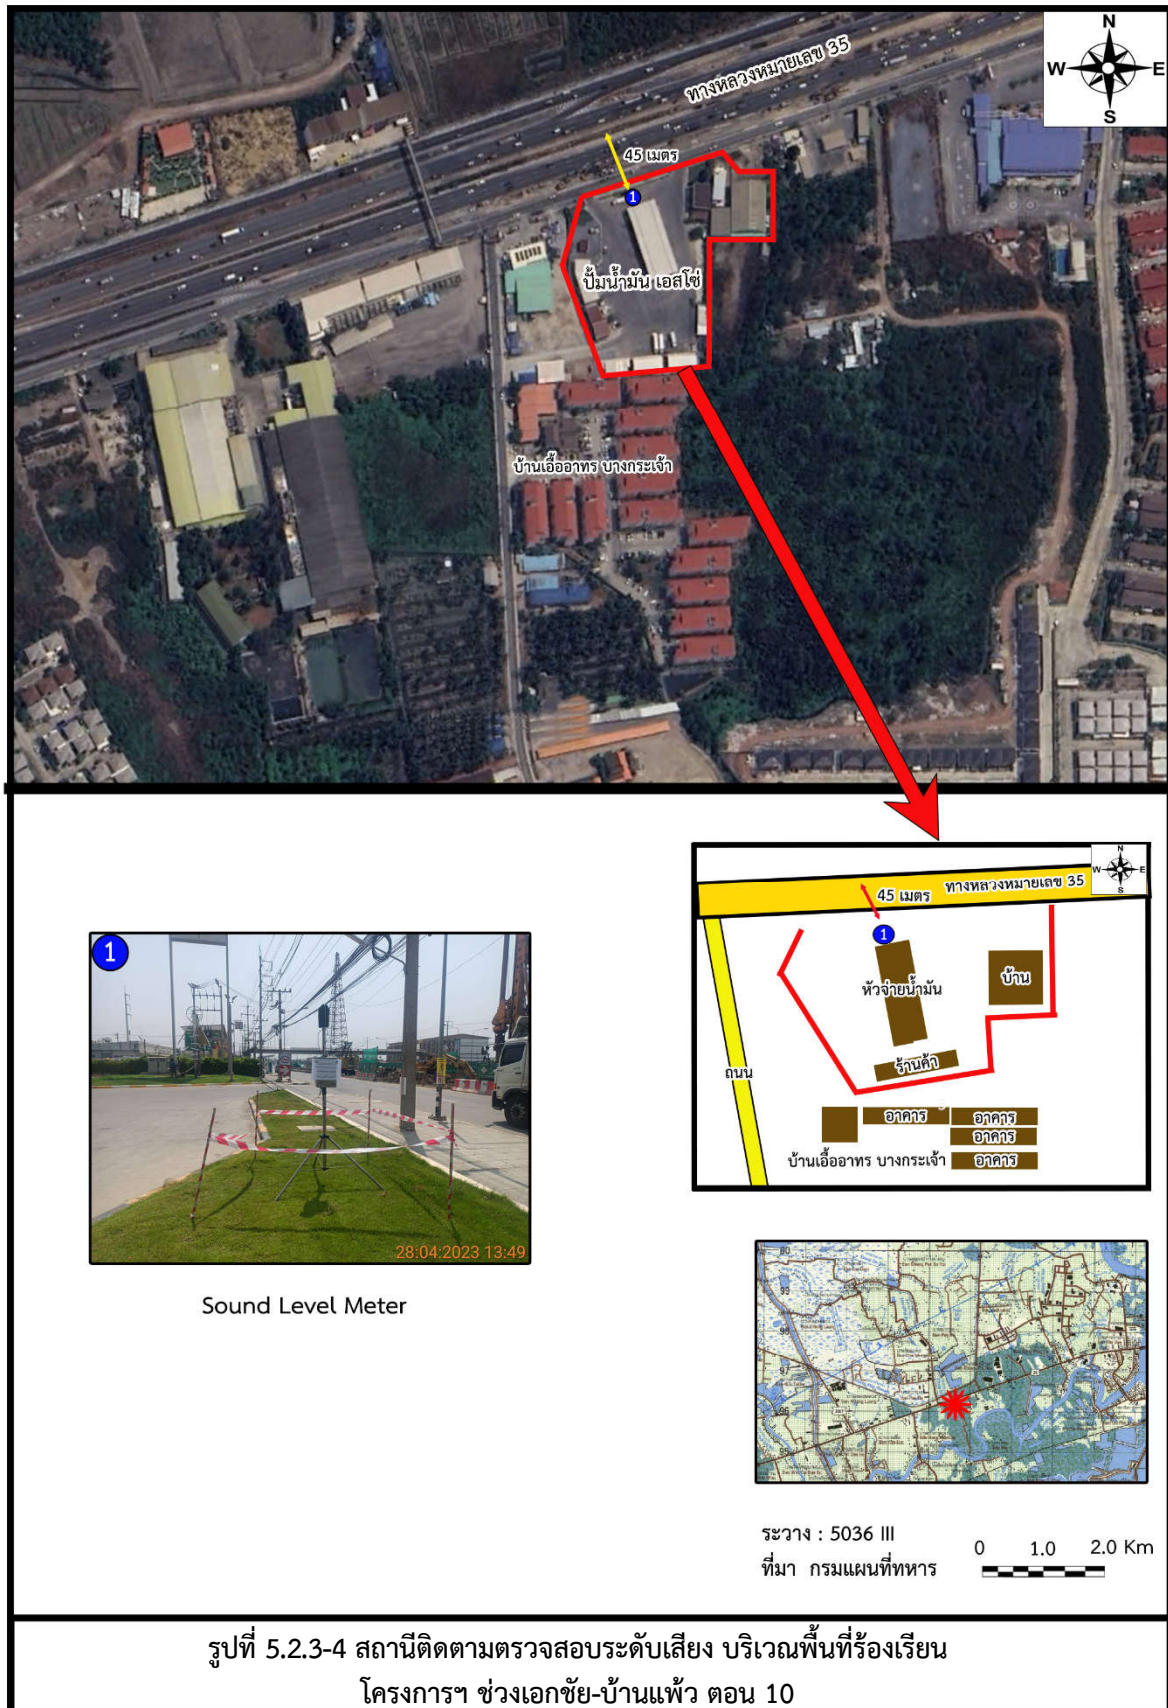 N
W E
S
ทางหลวงหมายเลข 35
45 เมตร
1
ปั้มน้ำมัน เอสโซ่
บ้านเอื้ออาทร บางกระเจ้า
N
W E
S
45 เมตร
ทางหลวงหมายเลข 35
1
หัวจ่ายน้ำมัน
บ้าน
ร้านค้า
ถนน
อาคาร
อาคาร
อาคาร
บ้านเอื้ออาทร บางกระเจ้า
อาคาร
1
28:04:2023 13:49
Sound Level Meter
ระวาง : 5036 III
ที่มา กรมแผนที่ทหาร
0 1.0 2.0 Km
รูปที่ 5.2.3-4 สถานีติดตามตรวจสอบระดับเสียง บริเวณพื้นที่ร้องเรียน
โครงการฯ ช่วงเอกชัย-บ้านแพ้ว ตอน 10